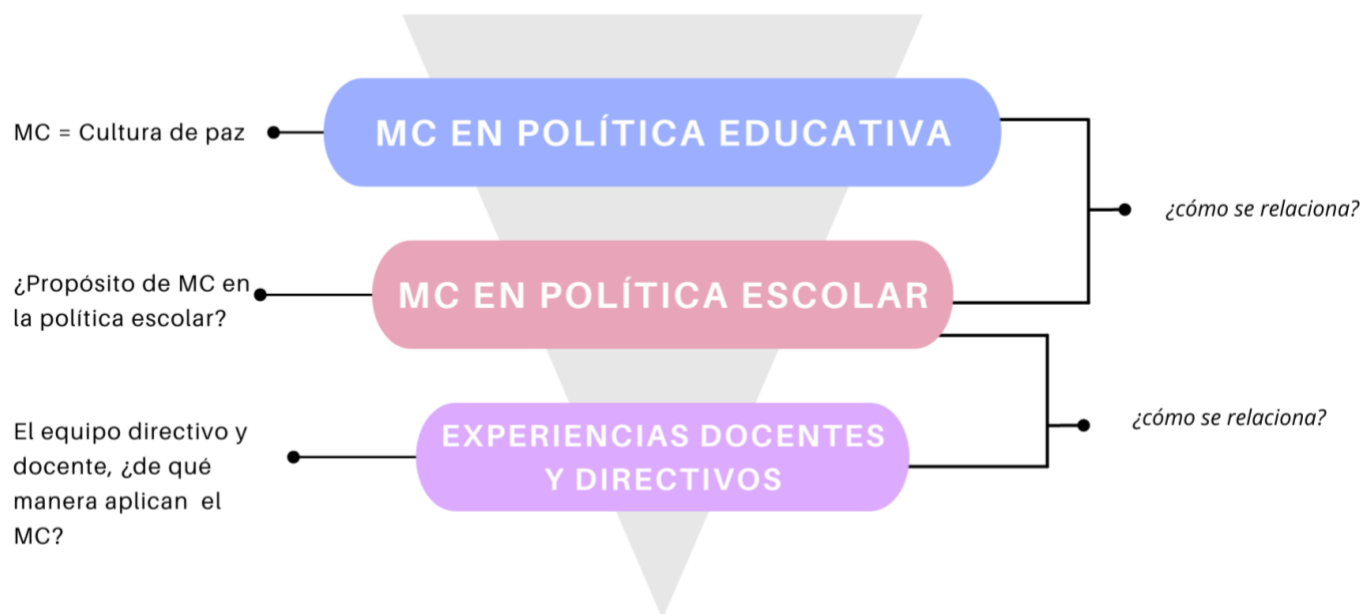 MC = Cultura de paz
MC EN POLÍTICA EDUCATIVA
¿cómo se relaciona?
¿Propósito de MC en
la política escolar?
MC EN POLÍTICA ESCOLAR
El equipo directivo y
docente, ¿de qué
manera aplican el
MC?
EXPERIENCIAS DOCENTES
Y DIRECTIVOS
¿cómo se relaciona?